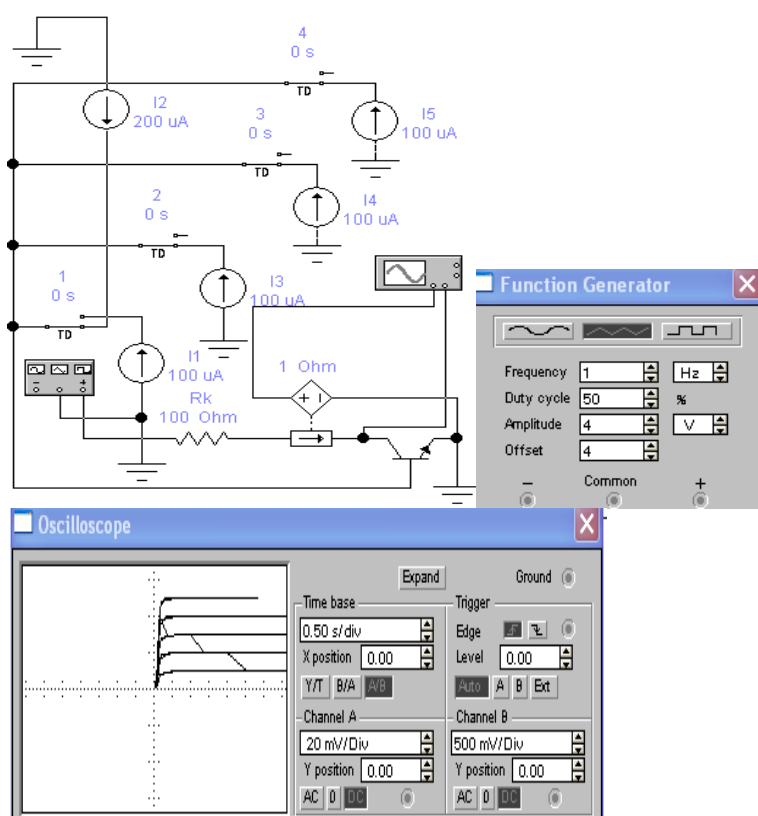 4
0 s
TD
I2
200 uA
I5
100 uA
3
0 s
TD
2
0 s
TD
I4
100 uA
1
0 s
TD
I3
100 uA
I1
100 uA
1 Ohm
+ -
- +
Rk
100 Ohm
Function Generator
Frequency 1 Hz
Duty cycle 50 %
Amplitude 4 V
Offset 4
- Common +
Oscilloscope
Expand Ground
Time base
0.50 s/div
X position 0.00
Y/T B/A A/B
Trigger
Edge
Level 0.00
Auto A B Ext
Channel A
20 mV/Div
Y position 0.00
AC 0 DC
Channel B
500 mV/Div
Y position 0.00
AC 0 DC